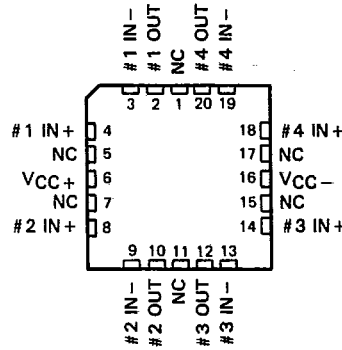 #1 IN-
#1 OUT
NC
#4 OUT
#4 IN-
3 2 1 20 19
#1 IN+ 4
NC 5
VCC+ 6
NC 7
#2 IN+ 8
18 #4 IN+
17 NC
16 VCC-
15 NC
14 #3 IN+
9 10 11 12 13
#2 IN-
#2 OUT
NC
#3 OUT
#3 IN-